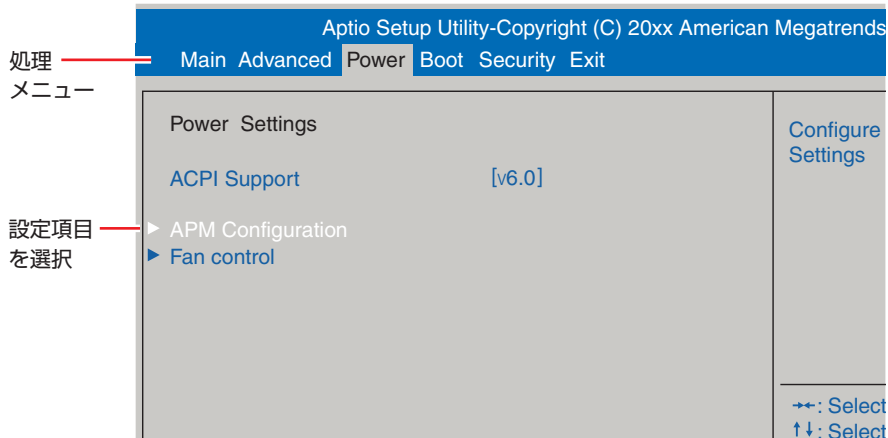 Aptio Setup Utility-Copyright (C) 20xx American Megatrends
処理
メニュー
Main Advanced Power Boot Security Exit
Power Settings
Configure
Settings
ACPI Support [v6.0]
設定項目
を選択
▶ APM Configuration
▶ Fan control
→←: Select
↑↓: Select